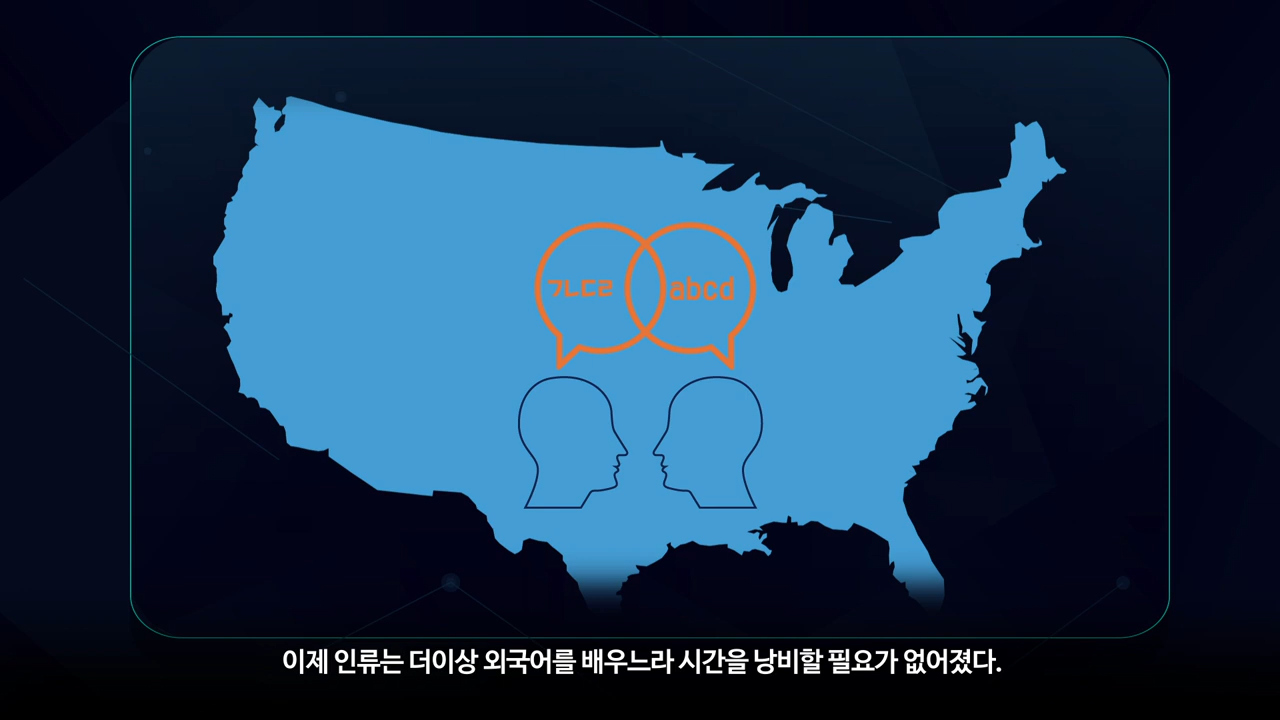 ㄱㄴㄷㄹ
abcd
이제 인류는 더이상 외국어를 배우느라 시간을 낭비할 필요가 없어졌다.